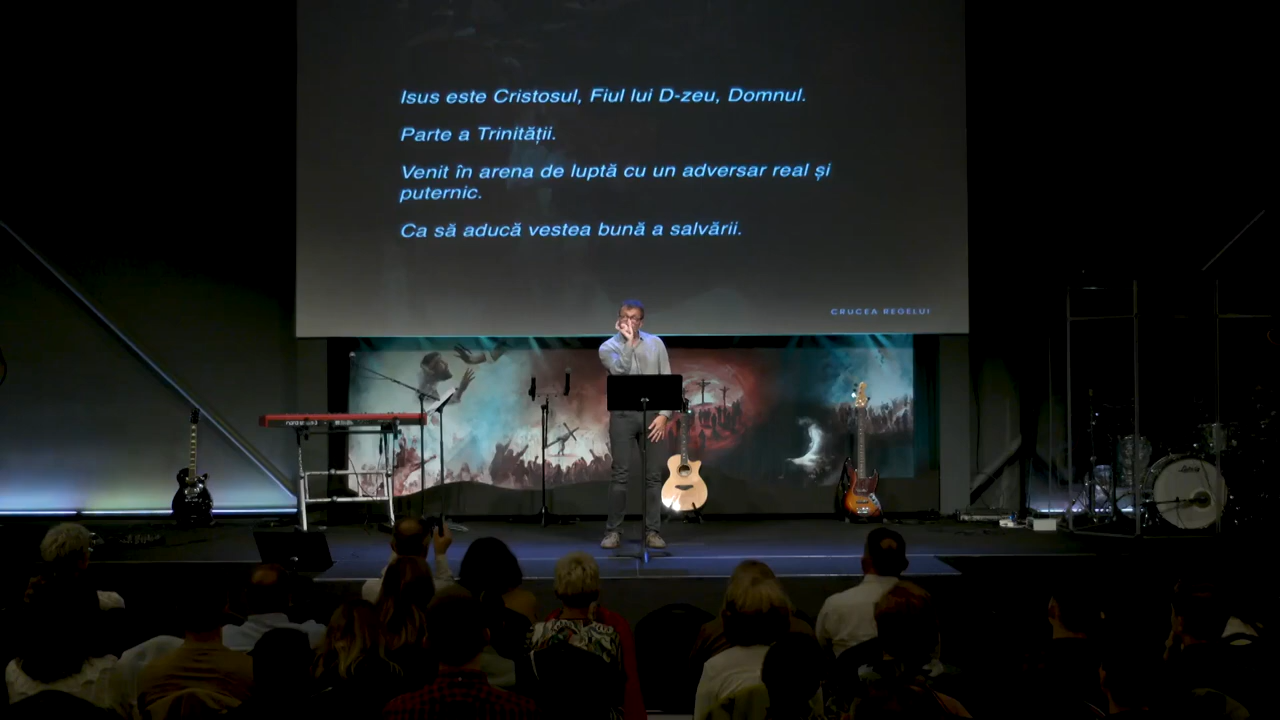 Isus este Cristosul, Fiul lui D-zeu, Domnul.
Parte a Trinității.
Venit în arena de luptă cu un adversar real și
puternic.
Ca să aducă vestea bună a salvării.
CRUCEA REGELUI